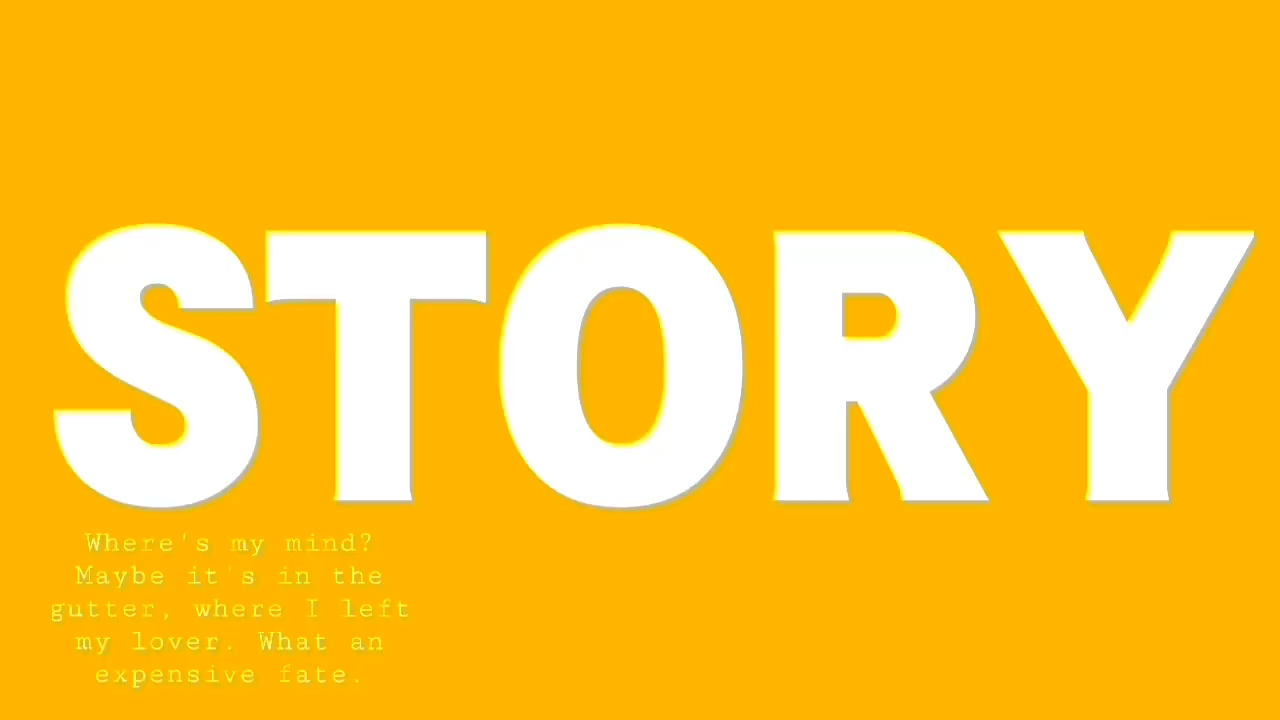 STORY
Where's my mind?
Maybe it's in the
gutter, where I left
my lover. What an
expensive fate.